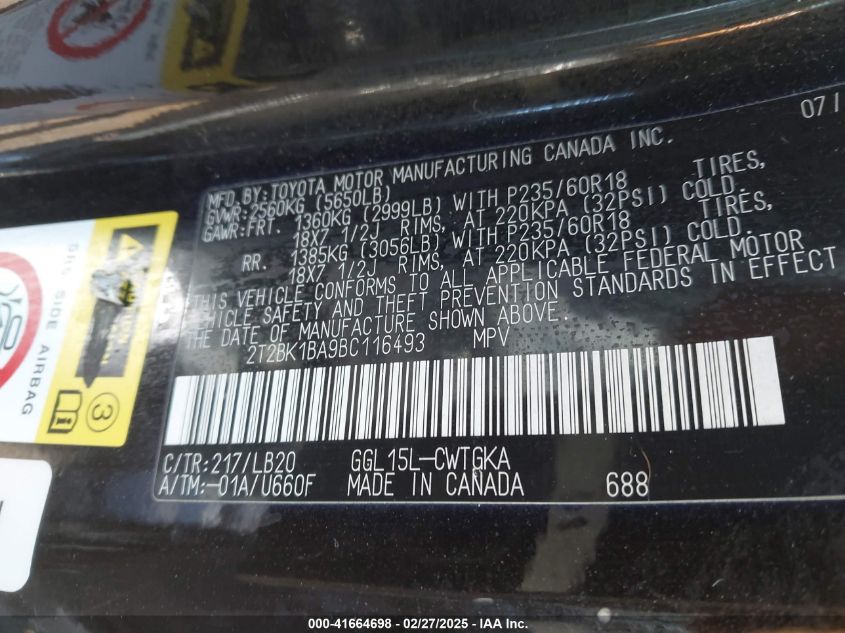 07/
MFD. BY: TOYOTA MOTOR MANUFACTURING CANADA INC.
GVWR: 2560KG (5650LB)
GAWR: FRT. 1360KG (2999LB) WITH P235/60R18 TIRES,
18X7 1/2J RIMS, AT 220KPA (32PSI) COLD.
RR. 1385KG (3056LB) WITH P235/60R18 TIRES,
18X7 1/2J RIMS, AT 220KPA (32PSI) COLD.
THIS VEHICLE CONFORMS TO ALL APPLICABLE FEDERAL MOTOR
VEHICLE SAFETY AND THEFT PREVENTION STANDARDS IN EFFECT
THE DATE OF MANUFACTURE SHOWN ABOVE.
2T2BK1BA9BC116493 MPV
C/TR: 217/LB20 GGL15L-CWTGKA
A/TM: -01A/U660F MADE IN CANADA 688
SIDE AIRBAG
3
000-41664698 - 02/27/2025 - IAA Inc.